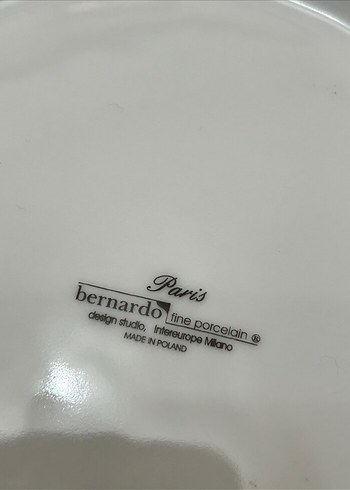 Paris
bernardo fine porcelain ®
design studio, Intereurope Milano
MADE IN POLAND